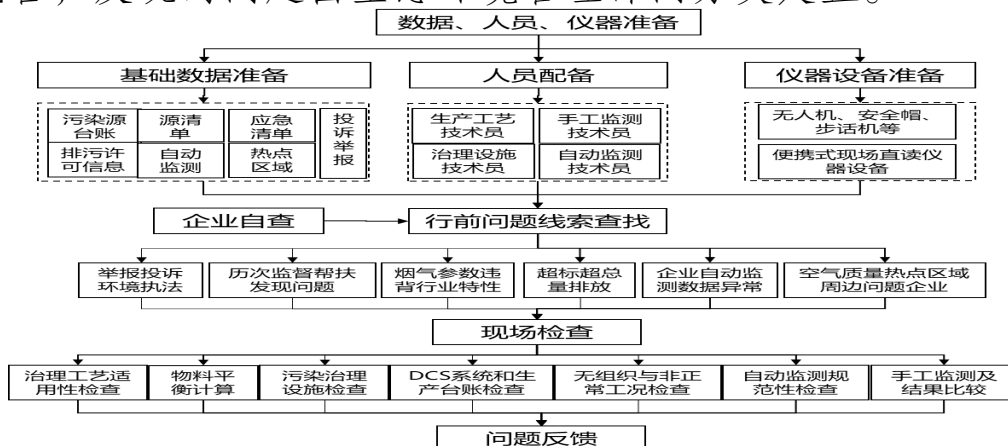 数据、人员、仪器准备
基础数据准备
人员配备
仪器设备准备
污染源
台账
源清
单
应急
清单
投诉举报
排污许
可信息
自动
监测
热点
区域
生产工艺
技术员
手工监测
技术员
治理设施
技术员
自动监测
技术员
无人机、安全帽、
步话机等
便携式现场直读仪
器设备
企业自查
行前问题线索查找
举报投诉
环境执法
历次监督帮扶
发现问题
烟气参数违
背行业特性
超标超总
量排放
企业自动监
测数据异常
空气质量热点区域
周边问题企业
现场检查
治理工艺适
用性检查
物料平
衡计算
污染治理
设施检查
DCS系统和生
产台账检查
无组织与非正
常工况检查
自动监测规
范性检查
手工监测及
结果比较
问题反馈